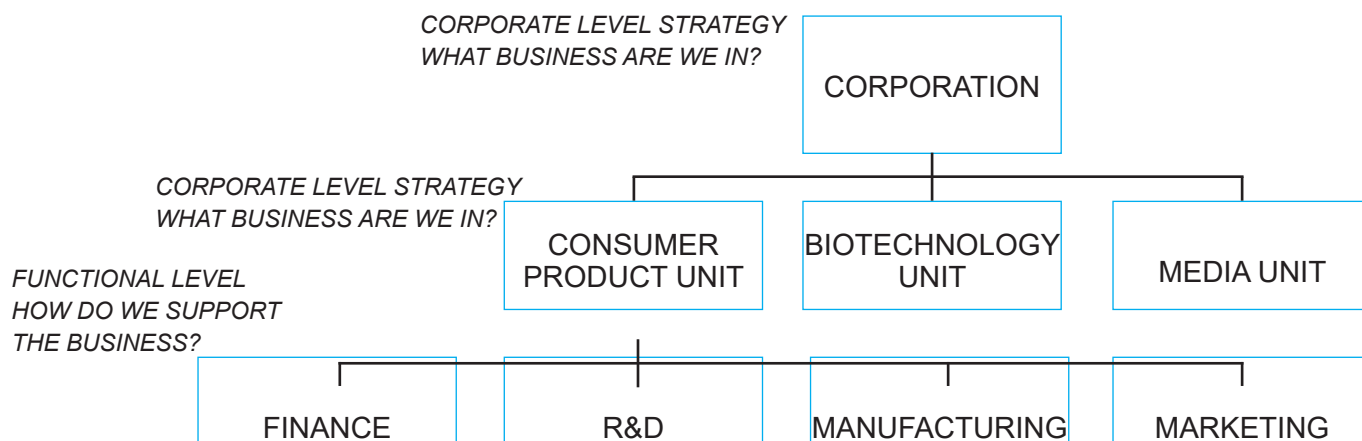 CORPORATE LEVEL STRATEGY
WHAT BUSINESS ARE WE IN?
CORPORATION
CORPORATE LEVEL STRATEGY
WHAT BUSINESS ARE WE IN?
CONSUMER
PRODUCT UNIT
BIOTECHNOLOGY
UNIT
MEDIA UNIT
FUNCTIONAL LEVEL
HOW DO WE SUPPORT
THE BUSINESS?
FINANCE
R&D
MANUFACTURING
MARKETING